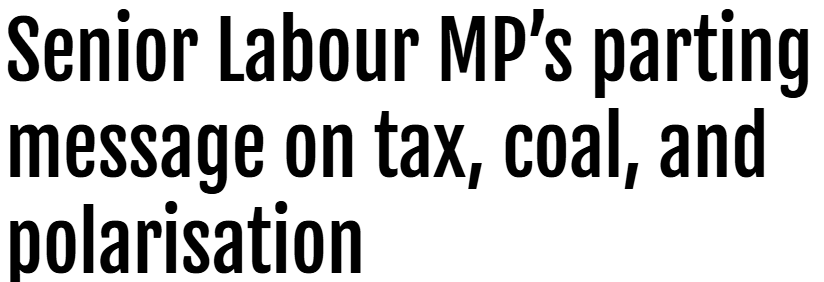 Senior Labour MP’s parting
message on tax, coal, and
polarisation